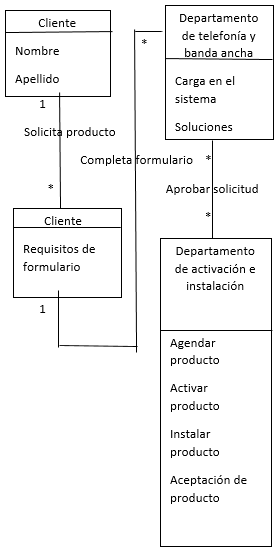 Cliente
Nombre
Apellido
1
Solicita producto
*
Cliente
Requisitos de
formulario
1
Departamento
de telefonía y
banda ancha
*
Carga en el
sistema
Soluciones
Completa formulario
*
Aprobar solicitud
*
Departamento
de activación e
instalación
Agendar
producto
Activar
producto
Instalar
producto
Aceptación de
producto